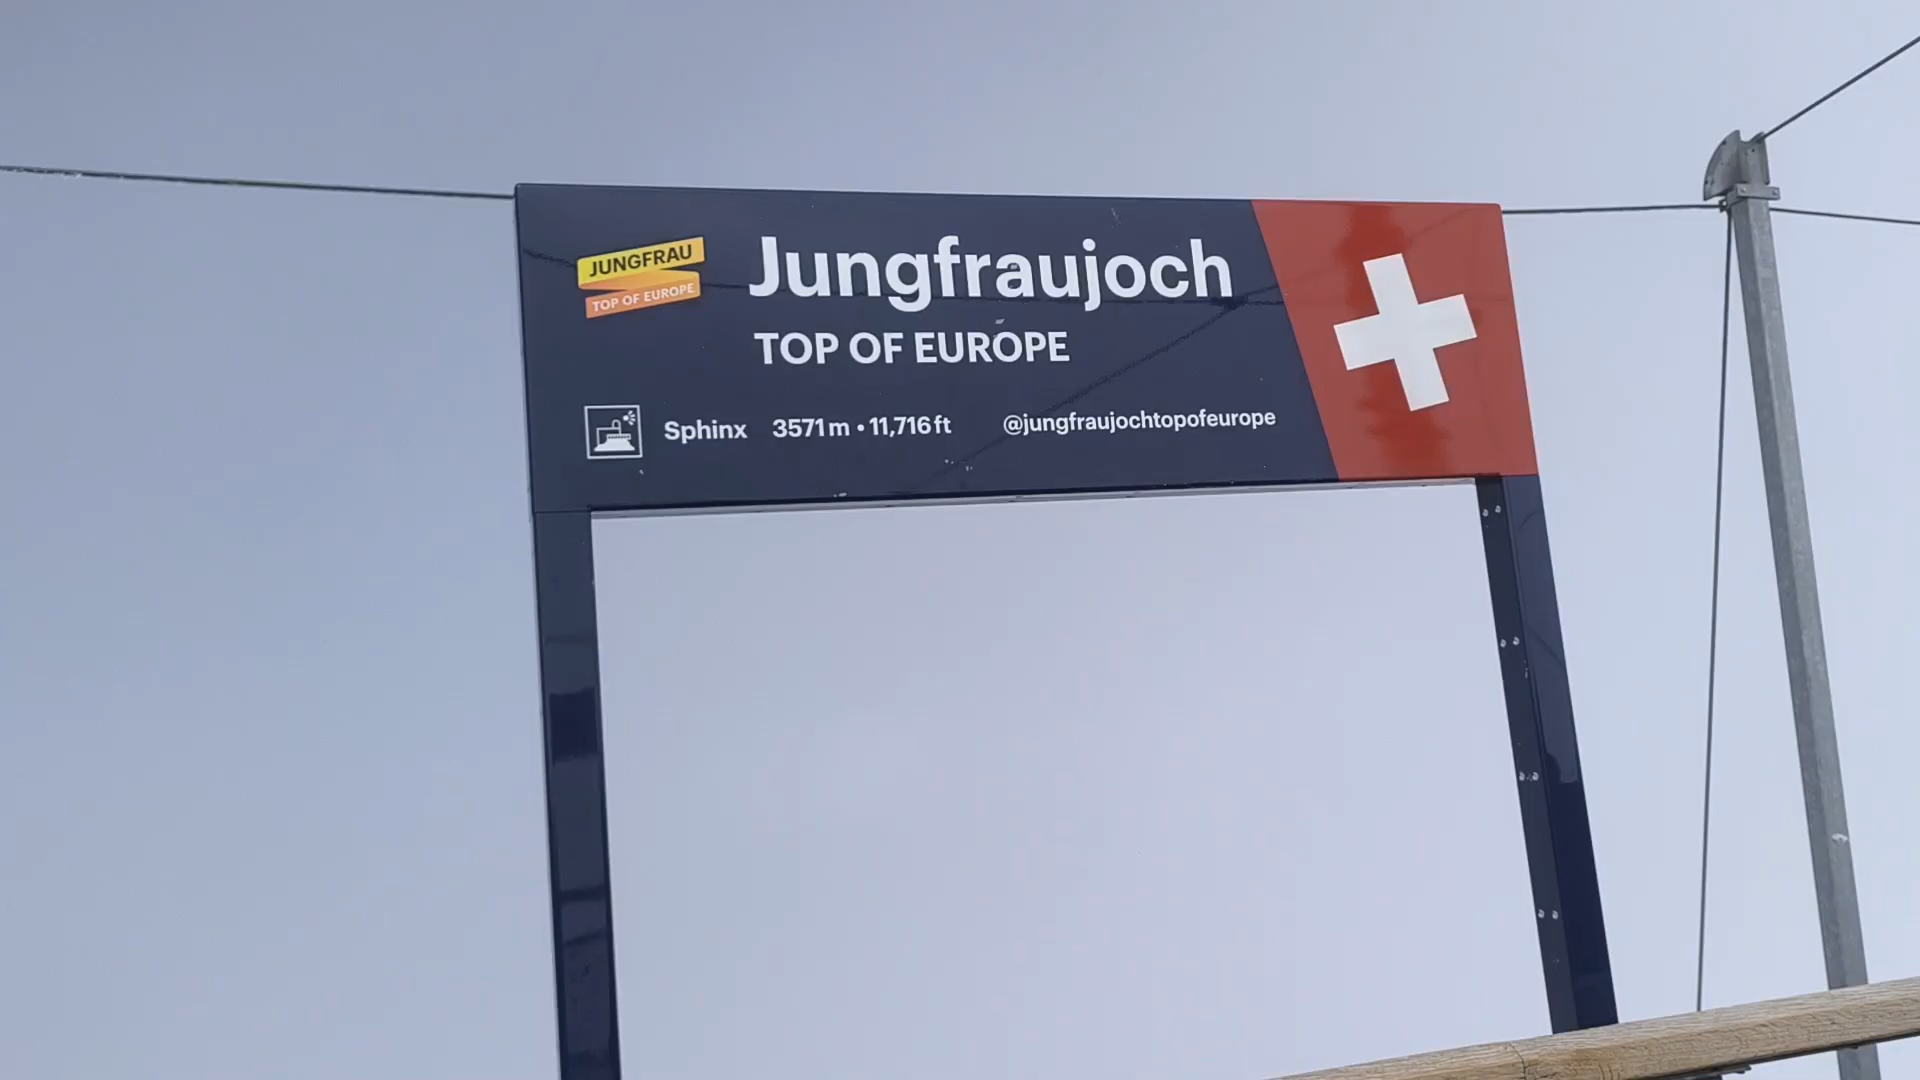 JUNGFRAU
TOP OF EUROPE
Jungfraujoch
TOP OF EUROPE
Sphinx 3571 m • 11,716 ft @jungfraujochtopofeurope